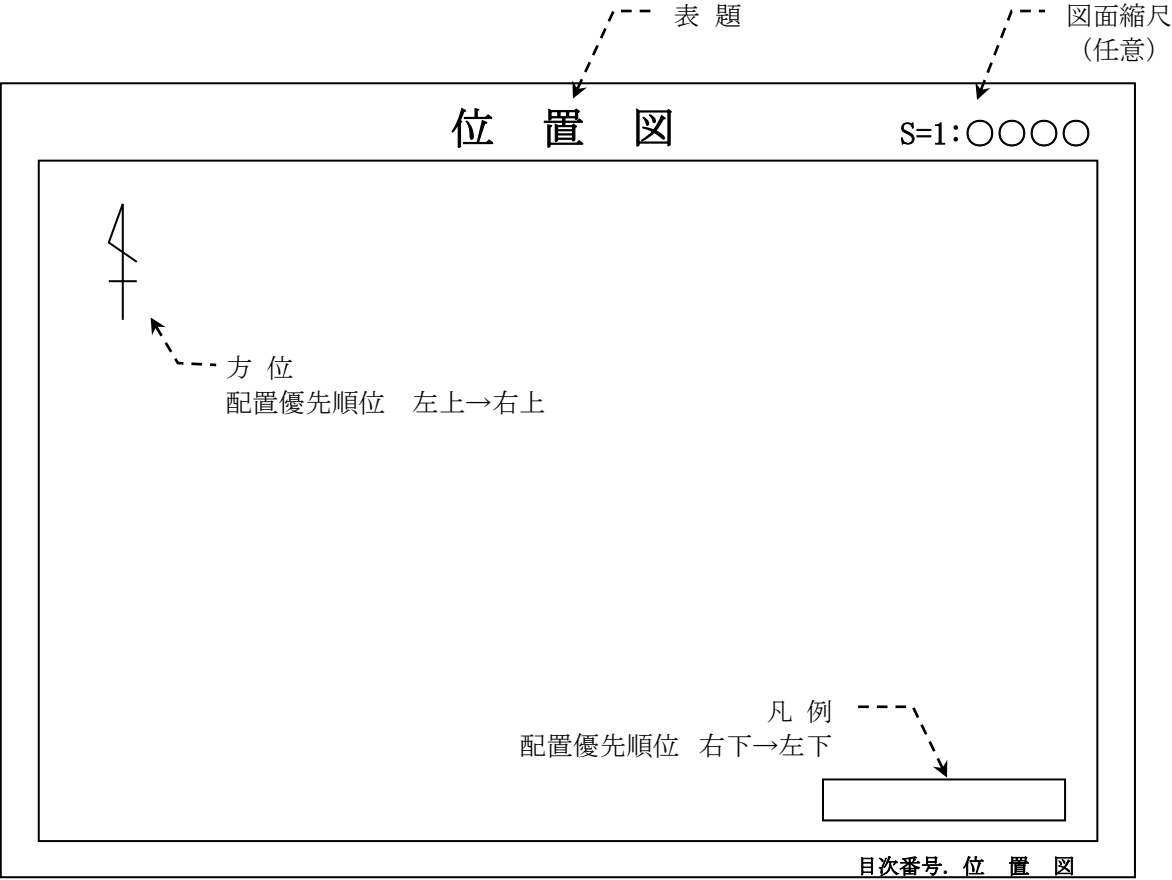 表 題
図面縮尺
（任意）
位 置 図
S=1:○○○○
方 位
配置優先順位 左上→右上
凡 例
配置優先順位 右下→左下
目次番号. 位 置 図